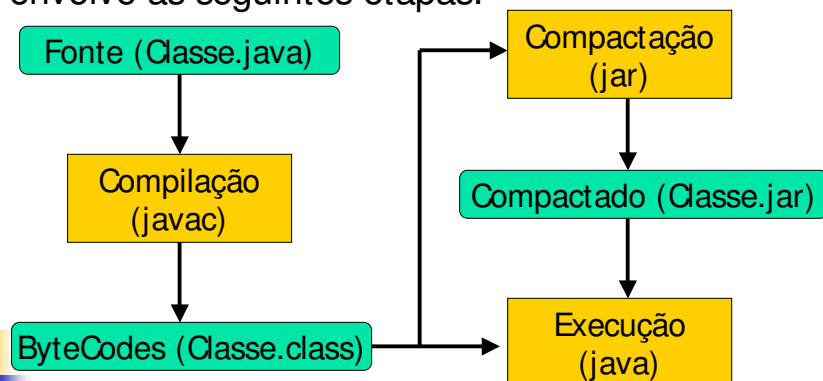 envolve as seguintes etapas:
Fonte (Classe.java)
Compilação
(javac)
ByteCodes (Classe.class)
Compactação
(jar)
Compactado (Classe.jar)
Execução
(java)